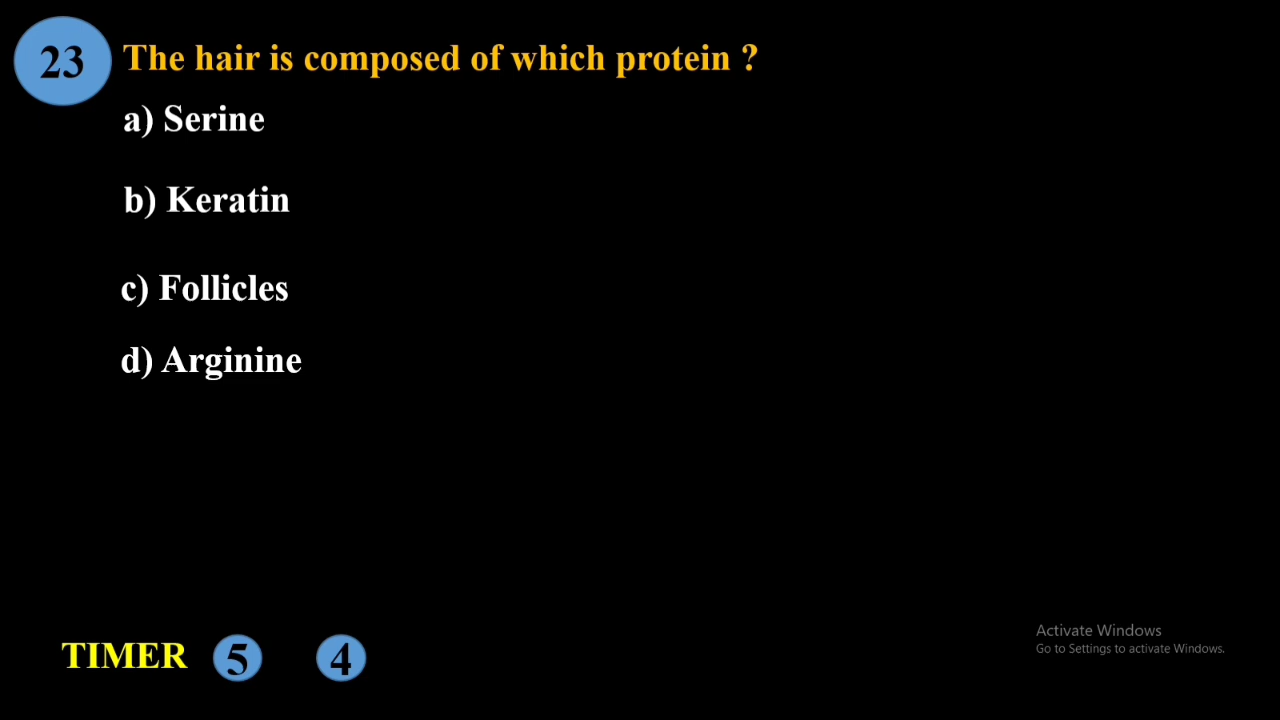 23 The hair is composed of which protein ?
a) Serine
b) Keratin
c) Follicles
d) Arginine
TIMER 5 4
Activate Windows
Go to Settings to activate Windows.